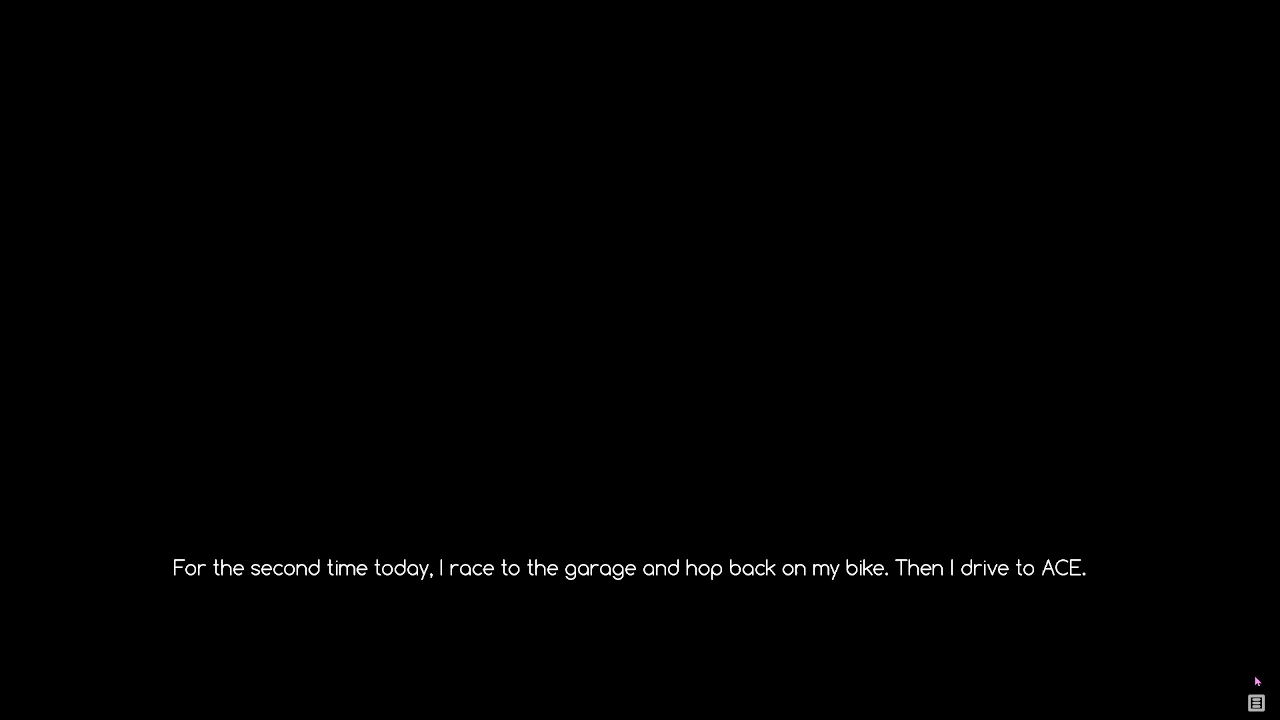 For the second time today, I race to the garage and hop back on my bike. Then I drive to ACE.